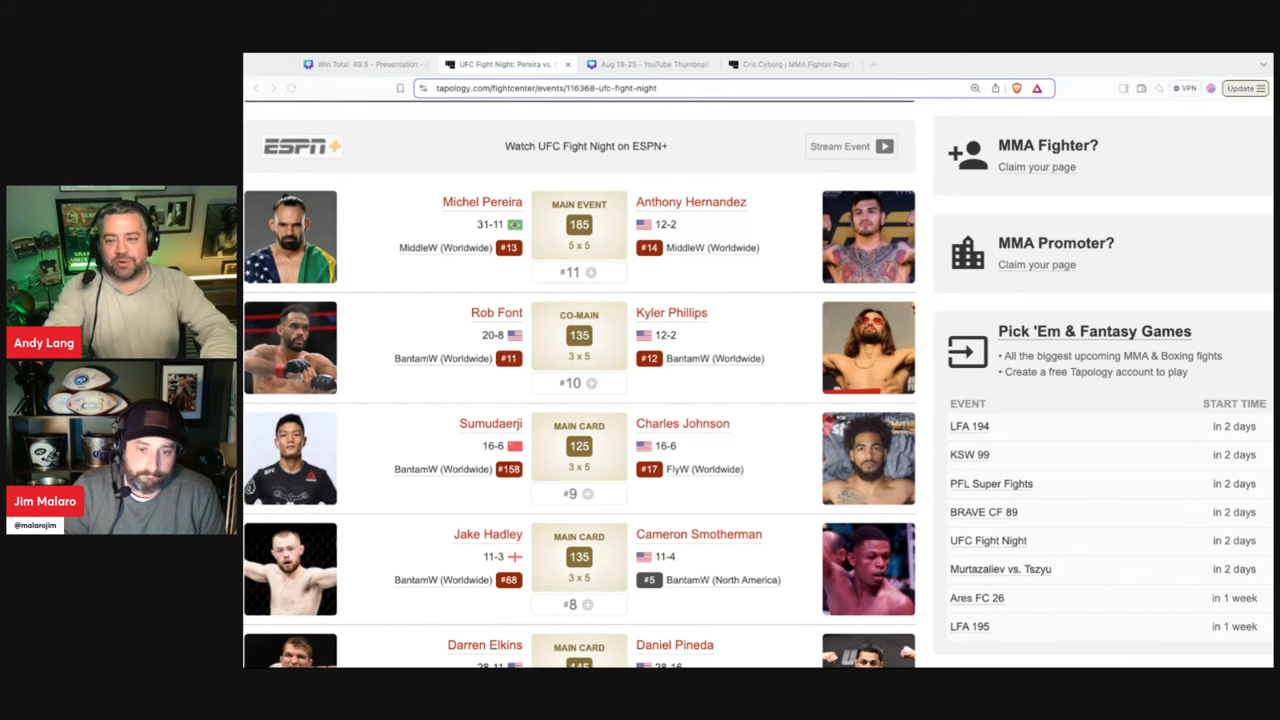 Win Total: 49.5 - Presentation - C
UFC Fight Night: Pereira vs.
Aug 19-25 - YouTube Thumbnail
Cris Cyborg | MMA Fighter Page
tapology.com/fightcenter/events/116368-ufc-fight-night
VPN
Update
ESPN+
Watch UFC Fight Night on ESPN+
Stream Event
Michel Pereira
31-11
MiddleW (Worldwide) #13
MAIN EVENT
185
5 x 5
#11
Anthony Hernandez
12-2
#14 MiddleW (Worldwide)
Rob Font
20-8
BantamW (Worldwide) #11
CO-MAIN
135
3 x 5
#10
Kyler Phillips
12-2
#12 BantamW (Worldwide)
Sumudaerji
16-6
BantamW (Worldwide) #158
MAIN CARD
125
3 x 5
#9
Charles Johnson
16-6
#17 FlyW (Worldwide)
Jake Hadley
11-3
BantamW (Worldwide) #68
MAIN CARD
135
3 x 5
#8
Cameron Smotherman
11-4
#5 BantamW (North America)
Darren Elkins
28-11
MAIN CARD
145
Daniel Pineda
28-16
MMA Fighter?
Claim your page
MMA Promoter?
Claim your page
Pick 'Em & Fantasy Games
• All the biggest upcoming MMA & Boxing fights
• Create a free Tapology account to play
EVENT START TIME
LFA 194 in 2 days
KSW 99 in 2 days
PFL Super Fights in 2 days
BRAVE CF 89 in 2 days
UFC Fight Night in 2 days
Murtazaliev vs. Tszyu in 2 days
Ares FC 26 in 1 week
LFA 195 in 1 week
Andy Lang
Jim Malaro
@malarojim